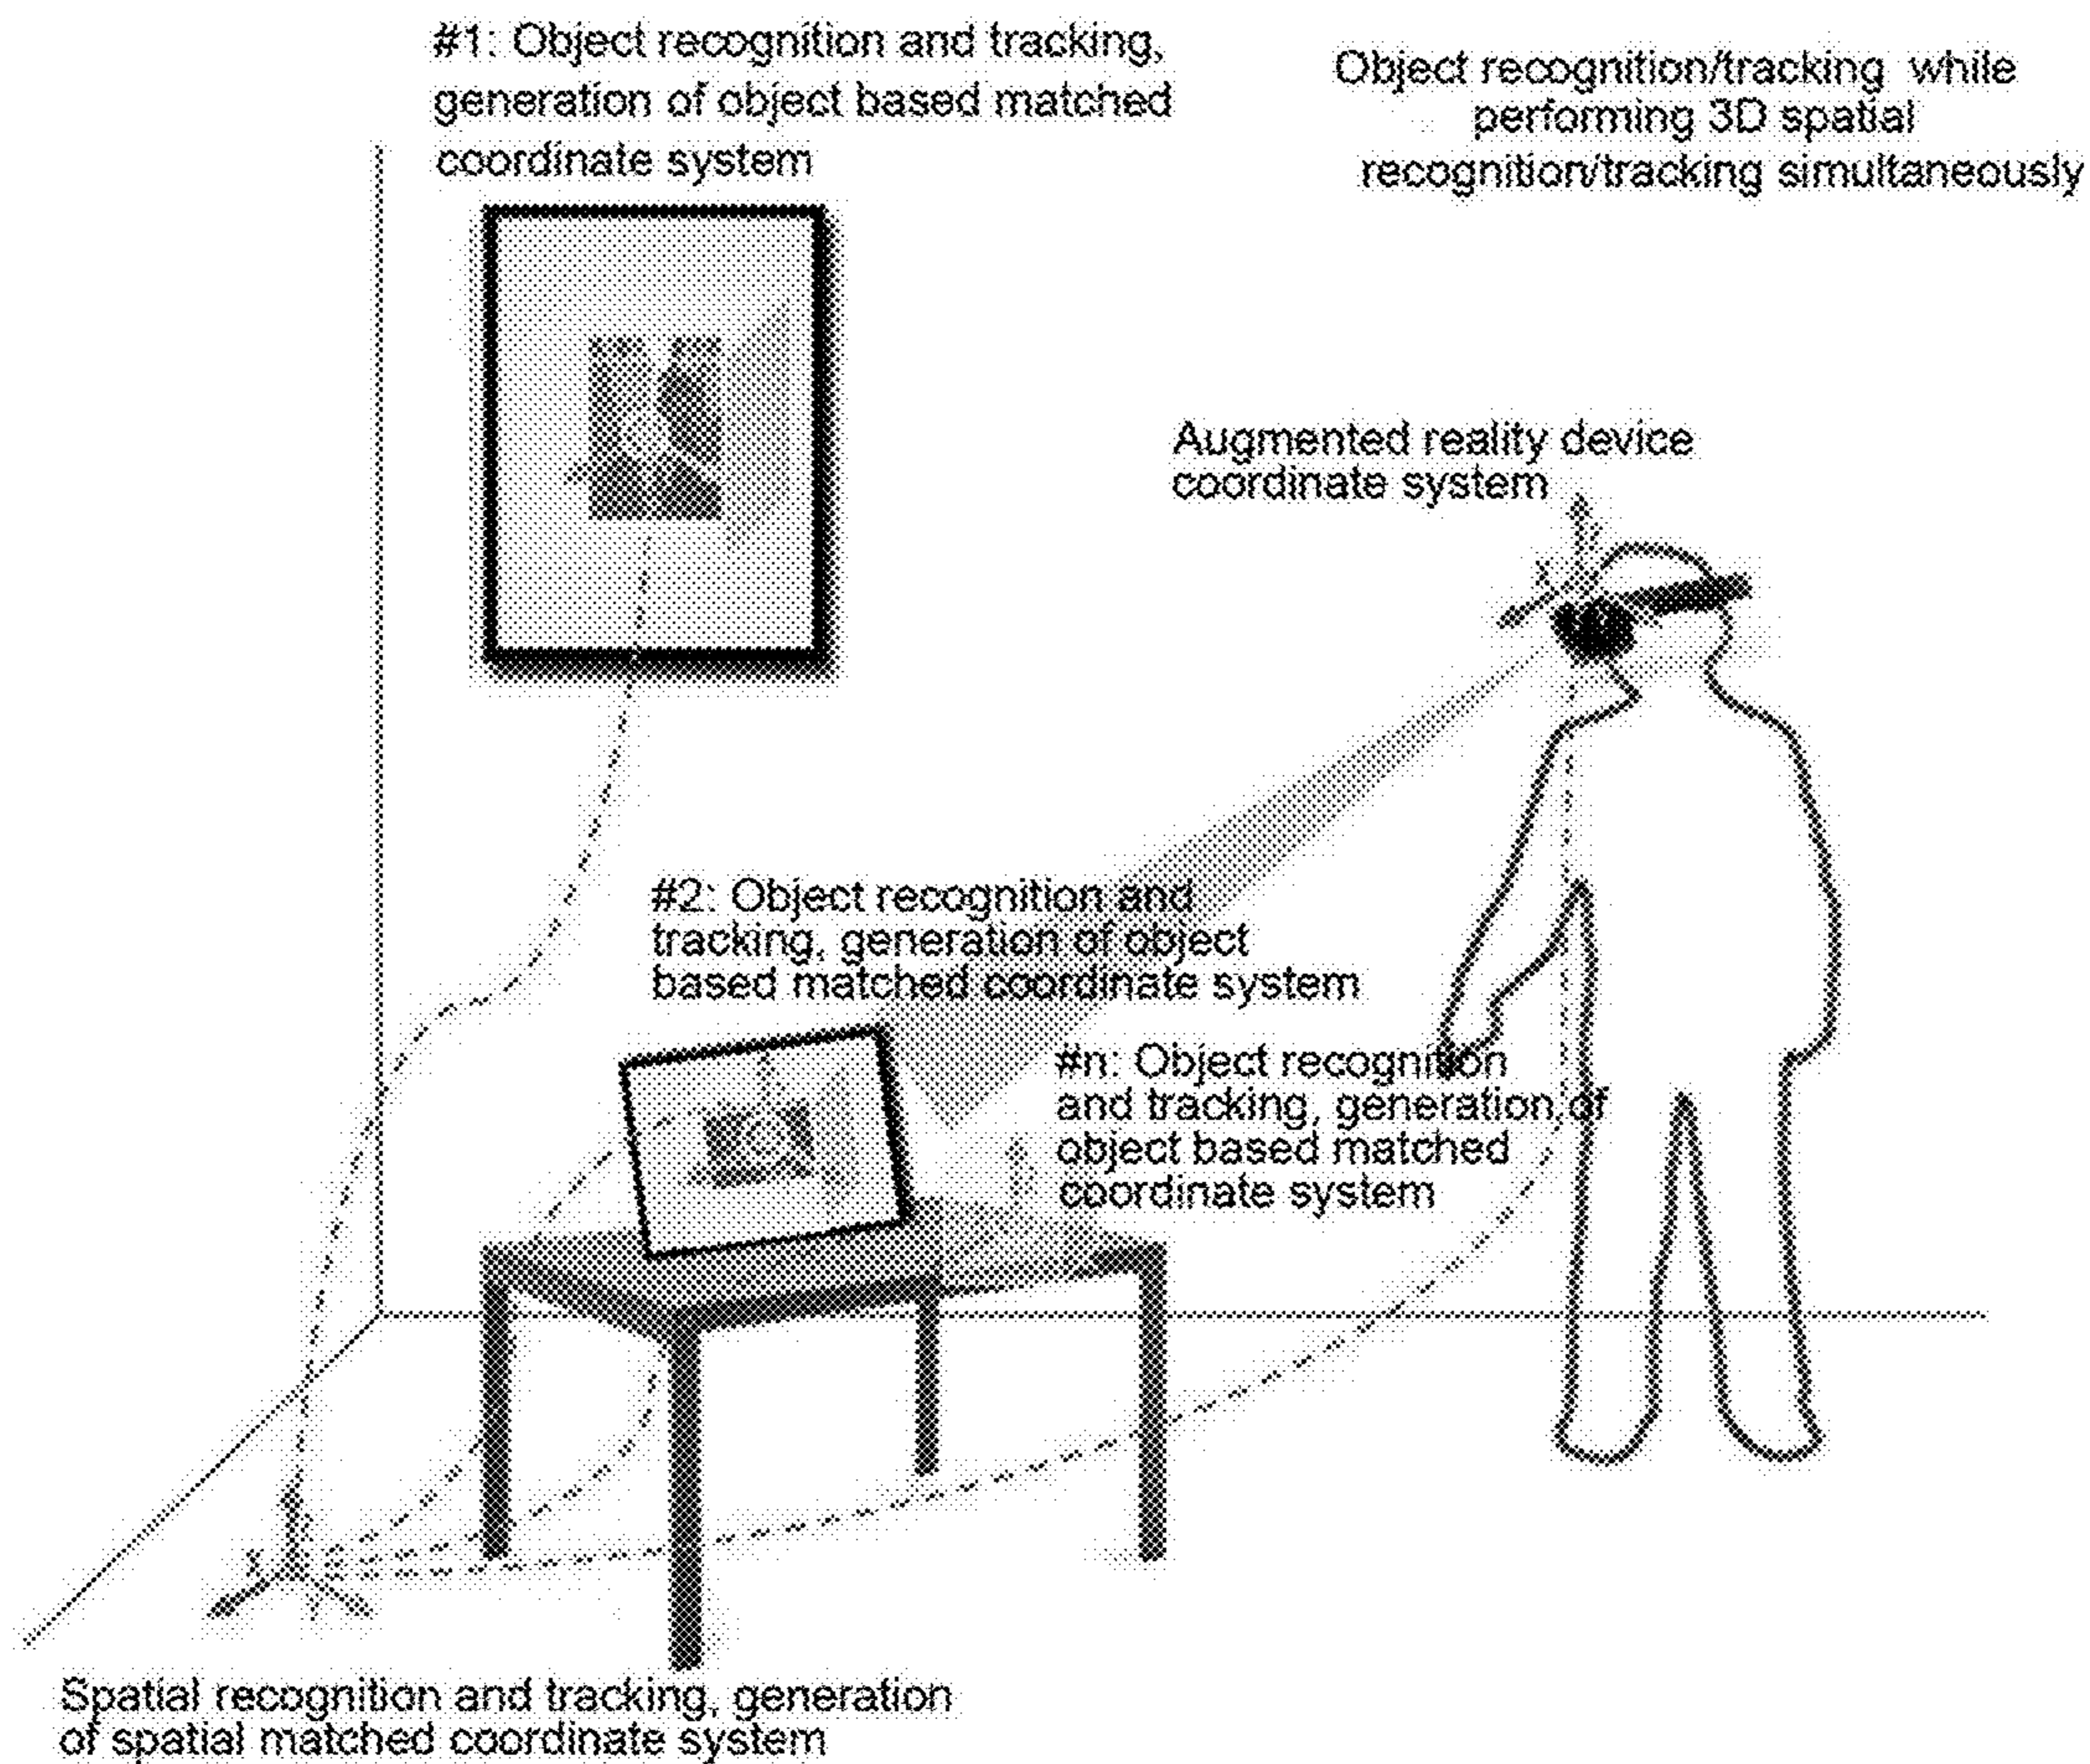 #1: Object recognition and tracking,
generation of object based matched
coordinate system
Object recognition/tracking while
performing 3D spatial
recognition/tracking simultaneously
Augmented reality device
coordinate system
#2: Object recognition and
tracking, generation of object
based matched coordinate system
#n: Object recognition
and tracking, generation of
object based matched
coordinate system
Spatial recognition and tracking, generation
of spatial matched coordinate system